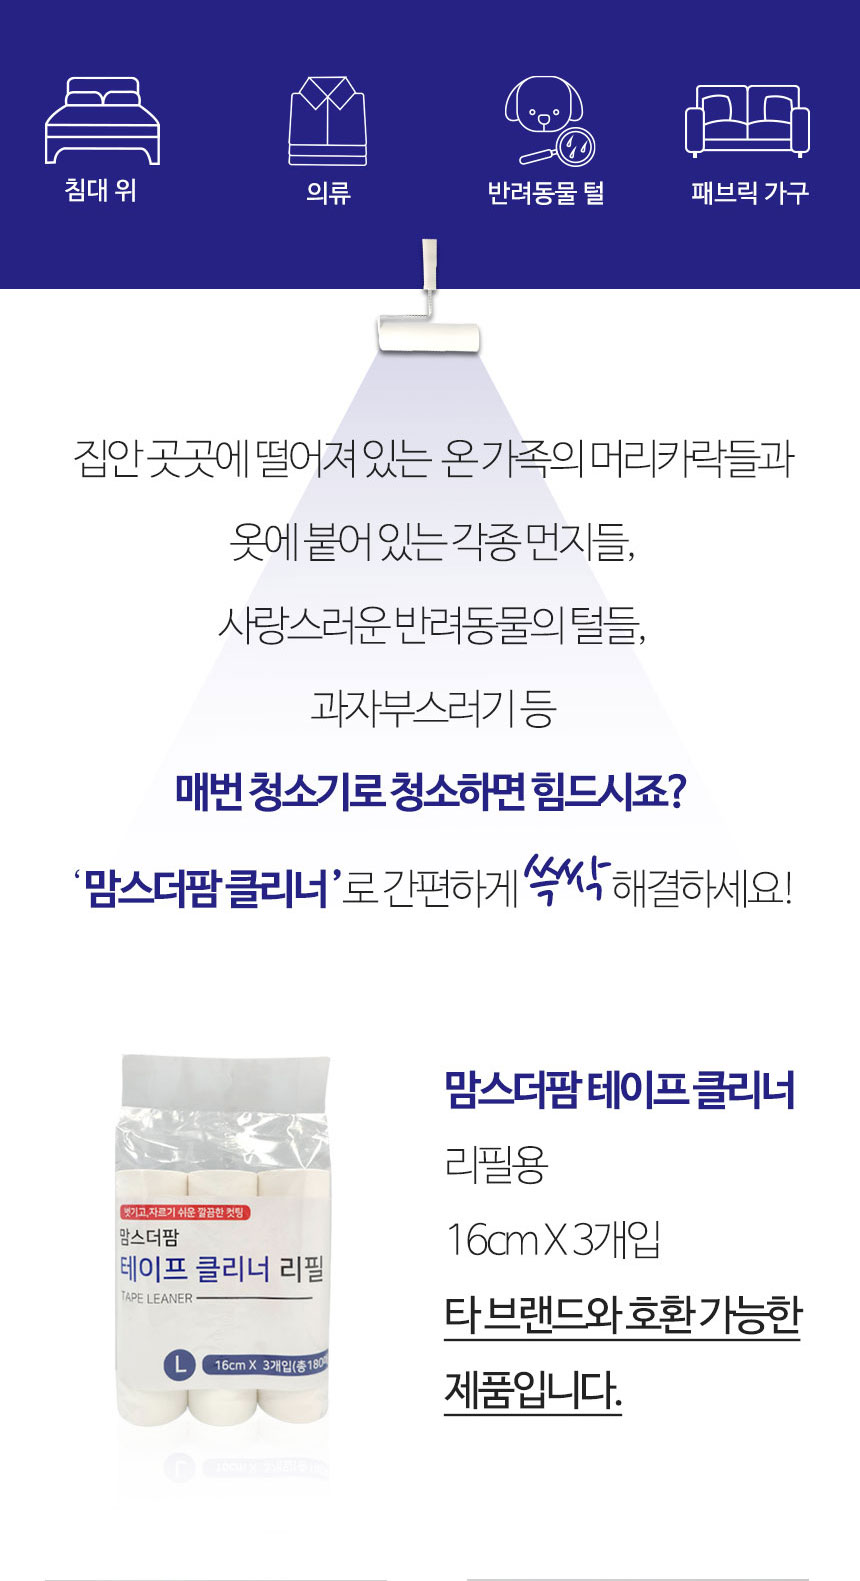 침대 위
의류
반려동물 털
패브릭 가구
집안 곳곳에 떨어져 있는 온 가족의 머리카락들과
옷에 붙어 있는 각종 먼지들,
사랑스러운 반려동물의 털들,
과자부스러기 등
매번 청소기로 청소하면 힘드시죠?
‘맘스더팜 클리너’로 간편하게 쓱싹 해결하세요!
맘스더팜 테이프 클리너
리필용
16cm X 3개입
타 브랜드와 호환 가능한
제품입니다.
벗기고,자르기 쉬운 깔끔한 컷팅
맘스더팜
테이프 클리너 리필
TAPE LEANER
L 16cm X 3개입(총180